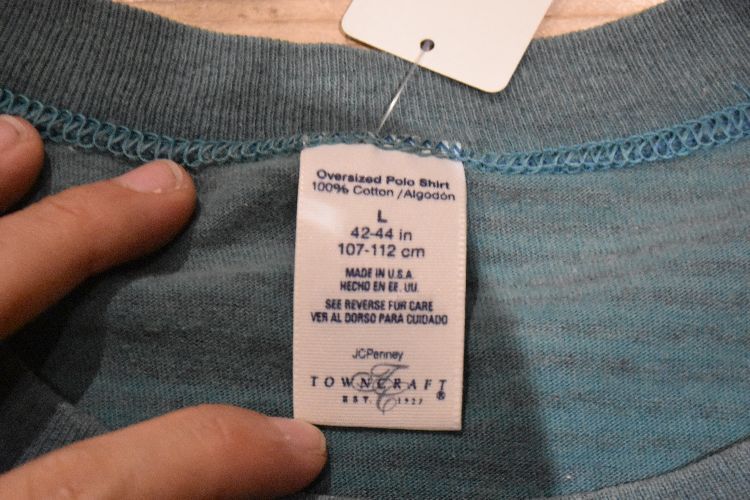 Oversized Polo Shirt
100% Cotton /Algodón
L
42-44 in
107-112 cm
MADE IN U.S.A.
HECHO EN EE. UU.
SEE REVERSE FOR CARE
VER AL DORSO PARA CUIDADO
JCPenney
TC
TOWNCRAFT®
EST. 1927